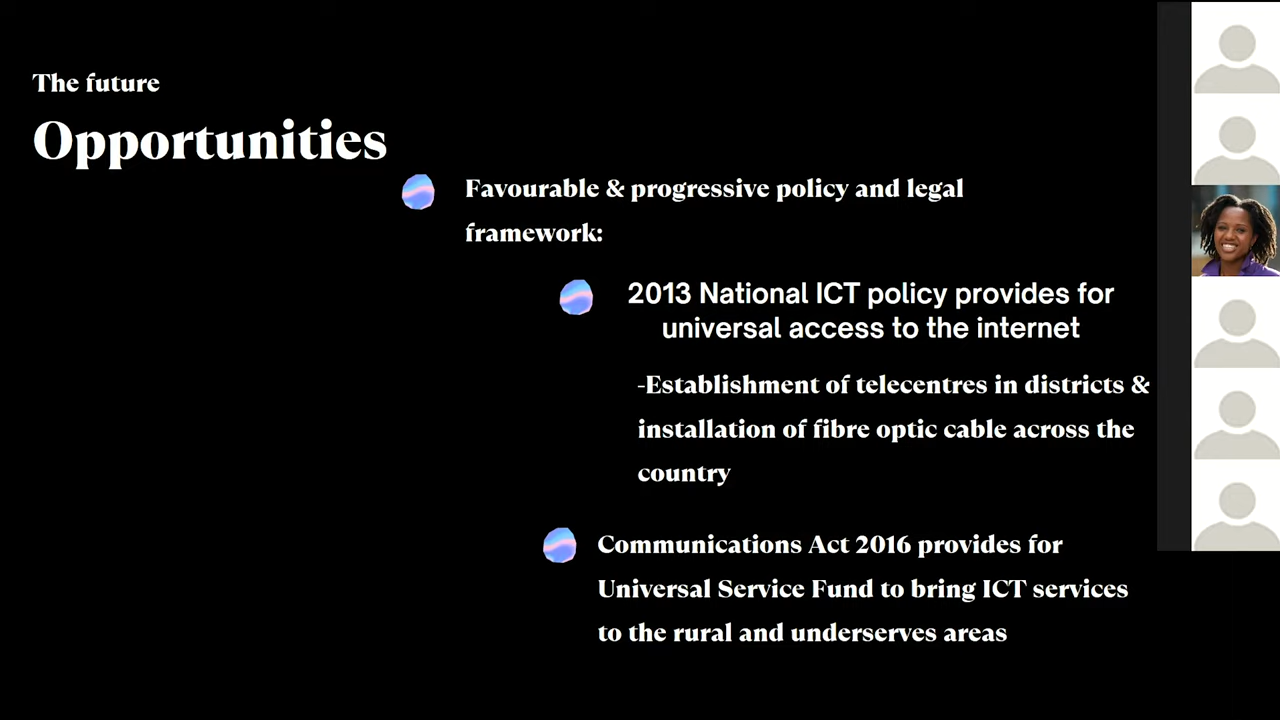 The future
Opportunities
Favourable & progressive policy and legal
framework:
2013 National ICT policy provides for
universal access to the internet
-Establishment of telecentres in districts &
installation of fibre optic cable across the
country
Communications Act 2016 provides for
Universal Service Fund to bring ICT services
to the rural and underserves areas